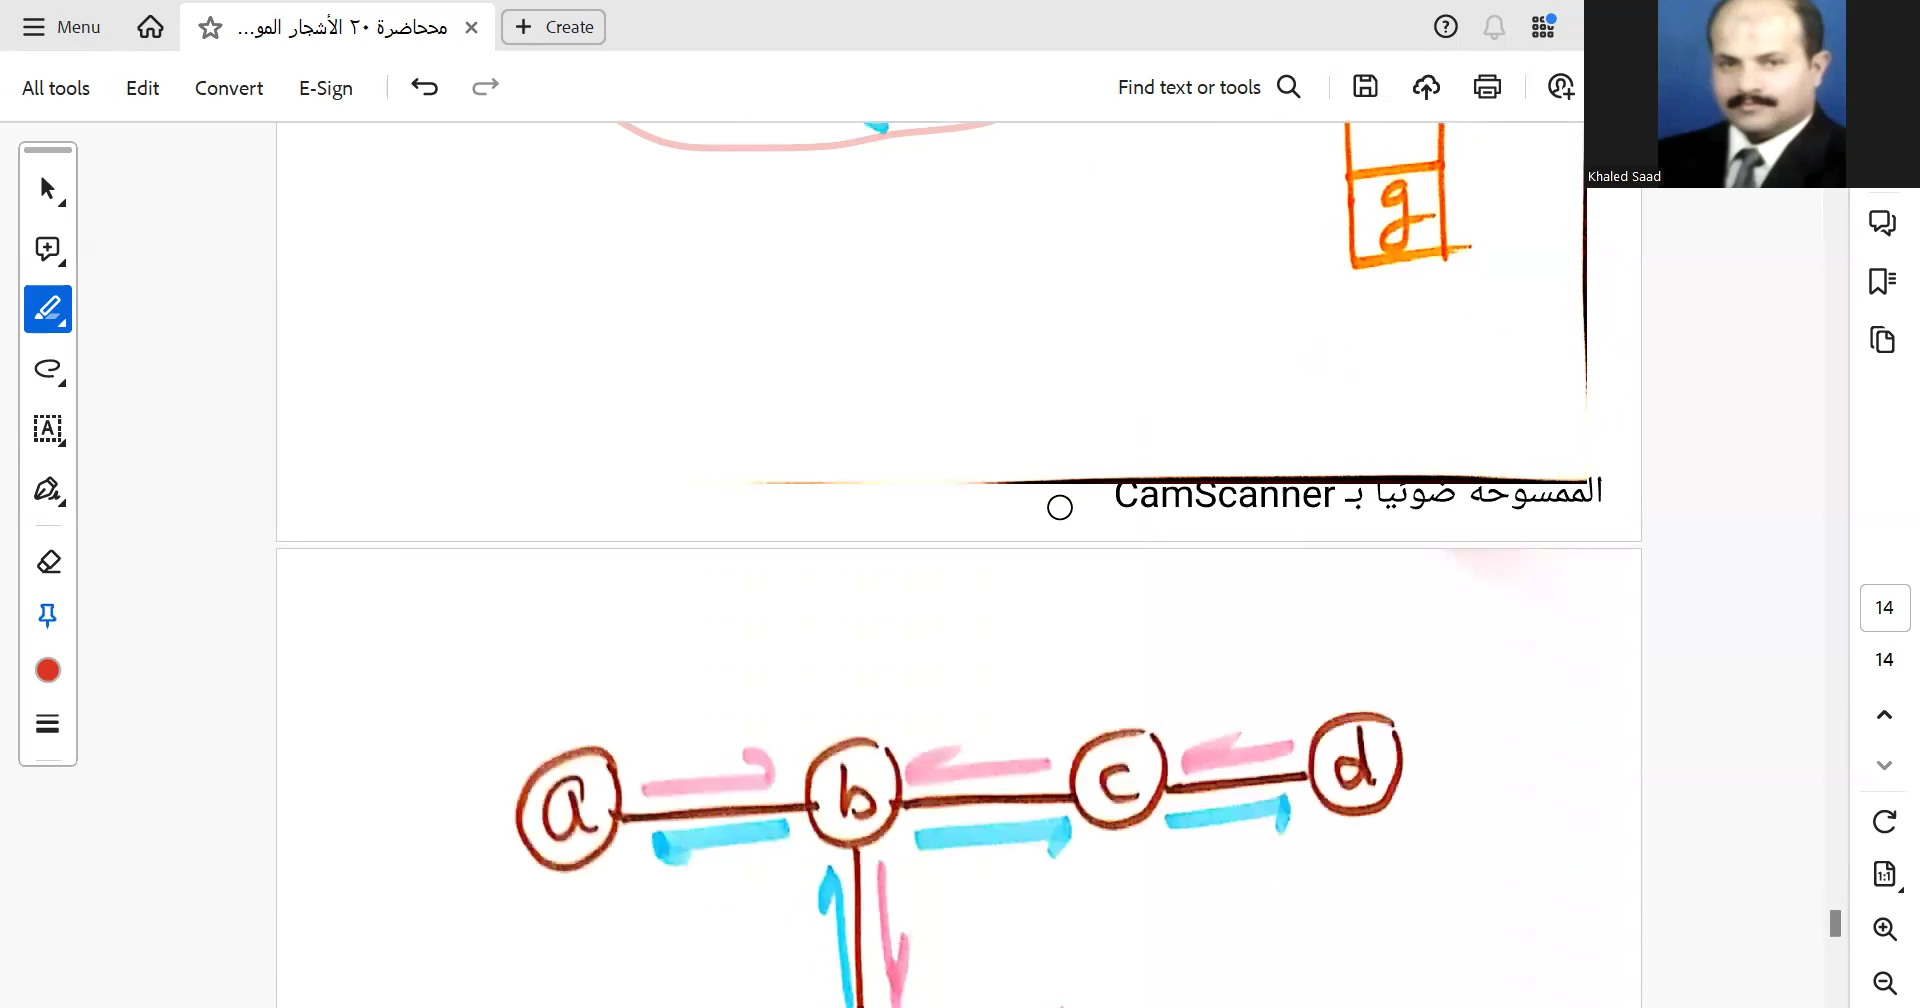 Menu
محاضرة ٢٠ الأشجار المو...
Create
All tools
Edit
Convert
E-Sign
Find text or tools
Khaled Saad
g
الممسوحة ضوئيا بـ CamScanner
14
14
a
b
c
d